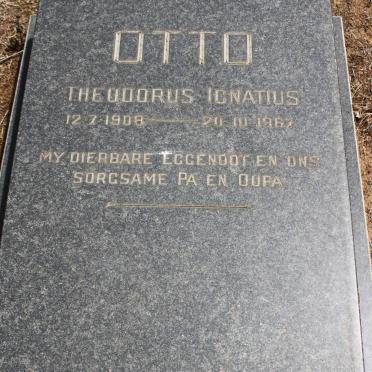 OTTO
THEODORUS IGNATIUS
12.7.1908 — 20.10.1967
MY DIERBARE EGGENOOT EN ONS
SORGSAME PA EN OUPA